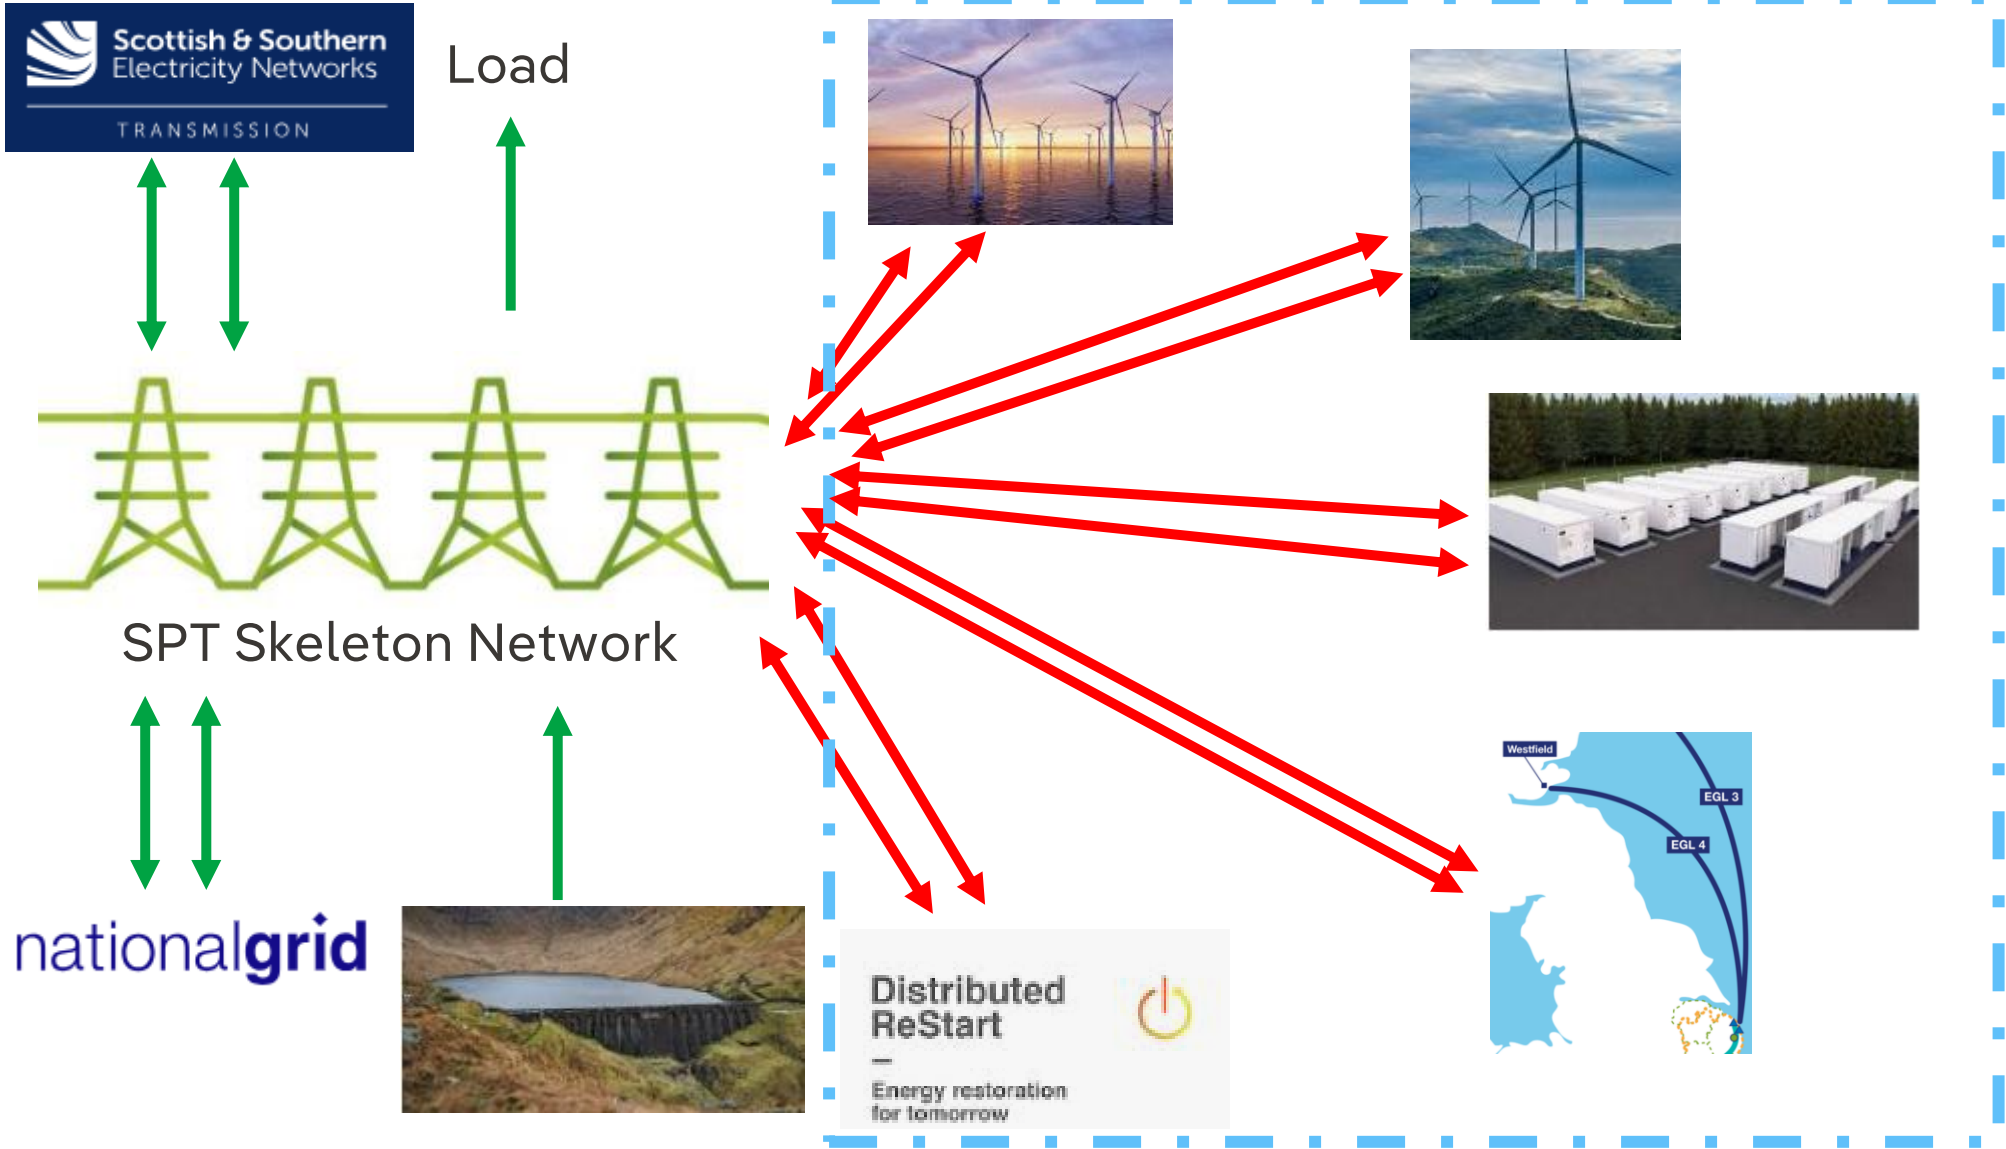 Scottish & Southern
Electricity Networks
TRANSMISSION
Load
SPT Skeleton Network
nationalgrid
Westfield
EGL 3
EGL 4
Distributed
ReStart
Energy restoration
for tomorrow